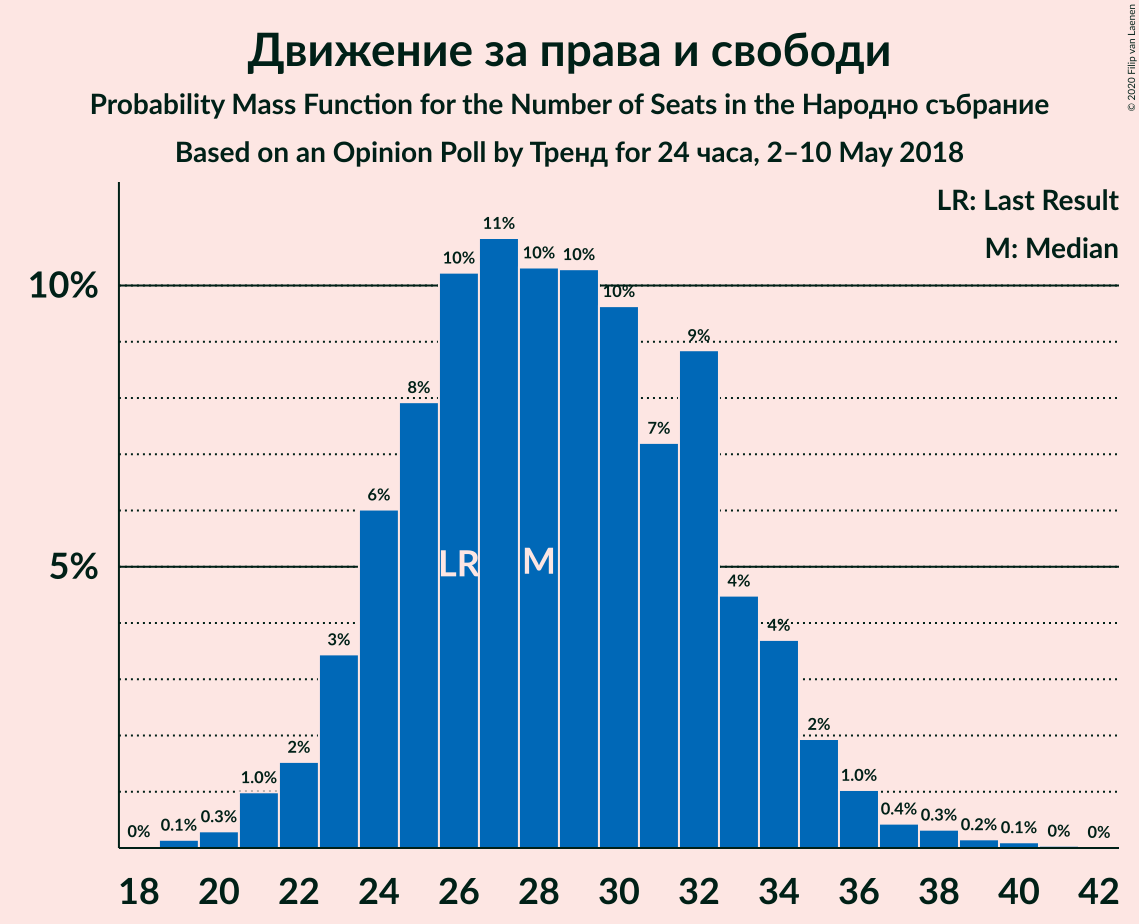 Движение за права и свободи
Probability Mass Function for the Number of Seats in the Народно събрание
Based on an Opinion Poll by Тренд for 24 часа, 2–10 May 2018
© 2020 Filip van Laenen
LR: Last Result
M: Median
10%
5%
0% 0.1% 0.3% 1.0% 2% 3% 6% 8% 10% 11% 10% 10% 10% 7% 9% 4% 4% 2% 1.0% 0.4% 0.3% 0.2% 0.1% 0% 0%
LR M
18 20 22 24 26 28 30 32 34 36 38 40 42